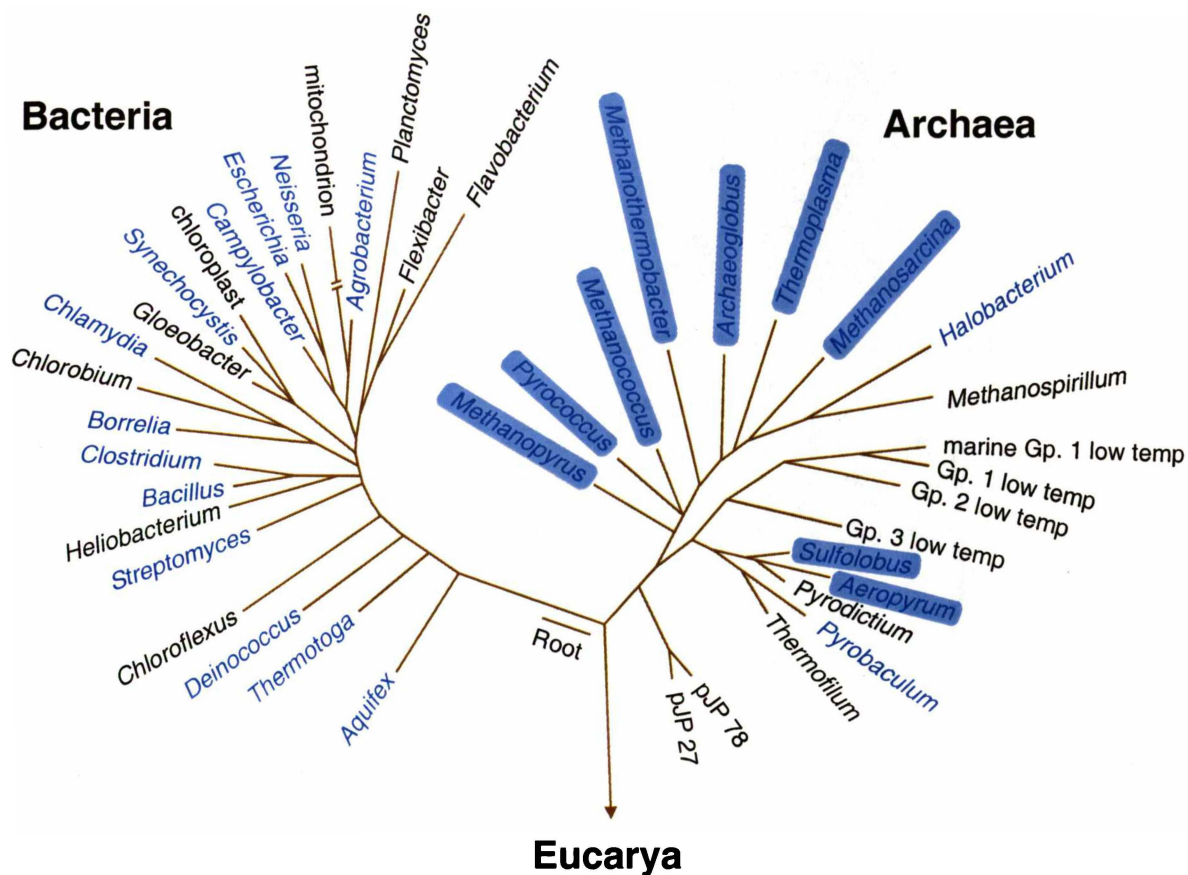 Bacteria
Archaea
Eucarya
Root
Planctomyces
mitochondrion
Flavobacterium
Neisseria
Escherichia
Agrobacterium
Flexibacter
Campylobacter
chloroplast
Synechocystis
Gloeobacter
Chlamydia
Chlorobium
Borrelia
Clostridium
Bacillus
Heliobacterium
Streptomyces
Chloroflexus
Deinococcus
Thermotoga
Aquifex
Methanopyrus
Pyrococcus
Methanococcus
Methanothermobacter
Archaeoglobus
Thermoplasma
Methanosarcina
Halobacterium
Methanospirillum
marine Gp. 1 low temp
Gp. 1 low temp
Gp. 2 low temp
Gp. 3 low temp
Sulfolobus
Aeropyrum
Pyrodictium
Pyrobaculum
Thermofilum
pJP 78
pJP 27